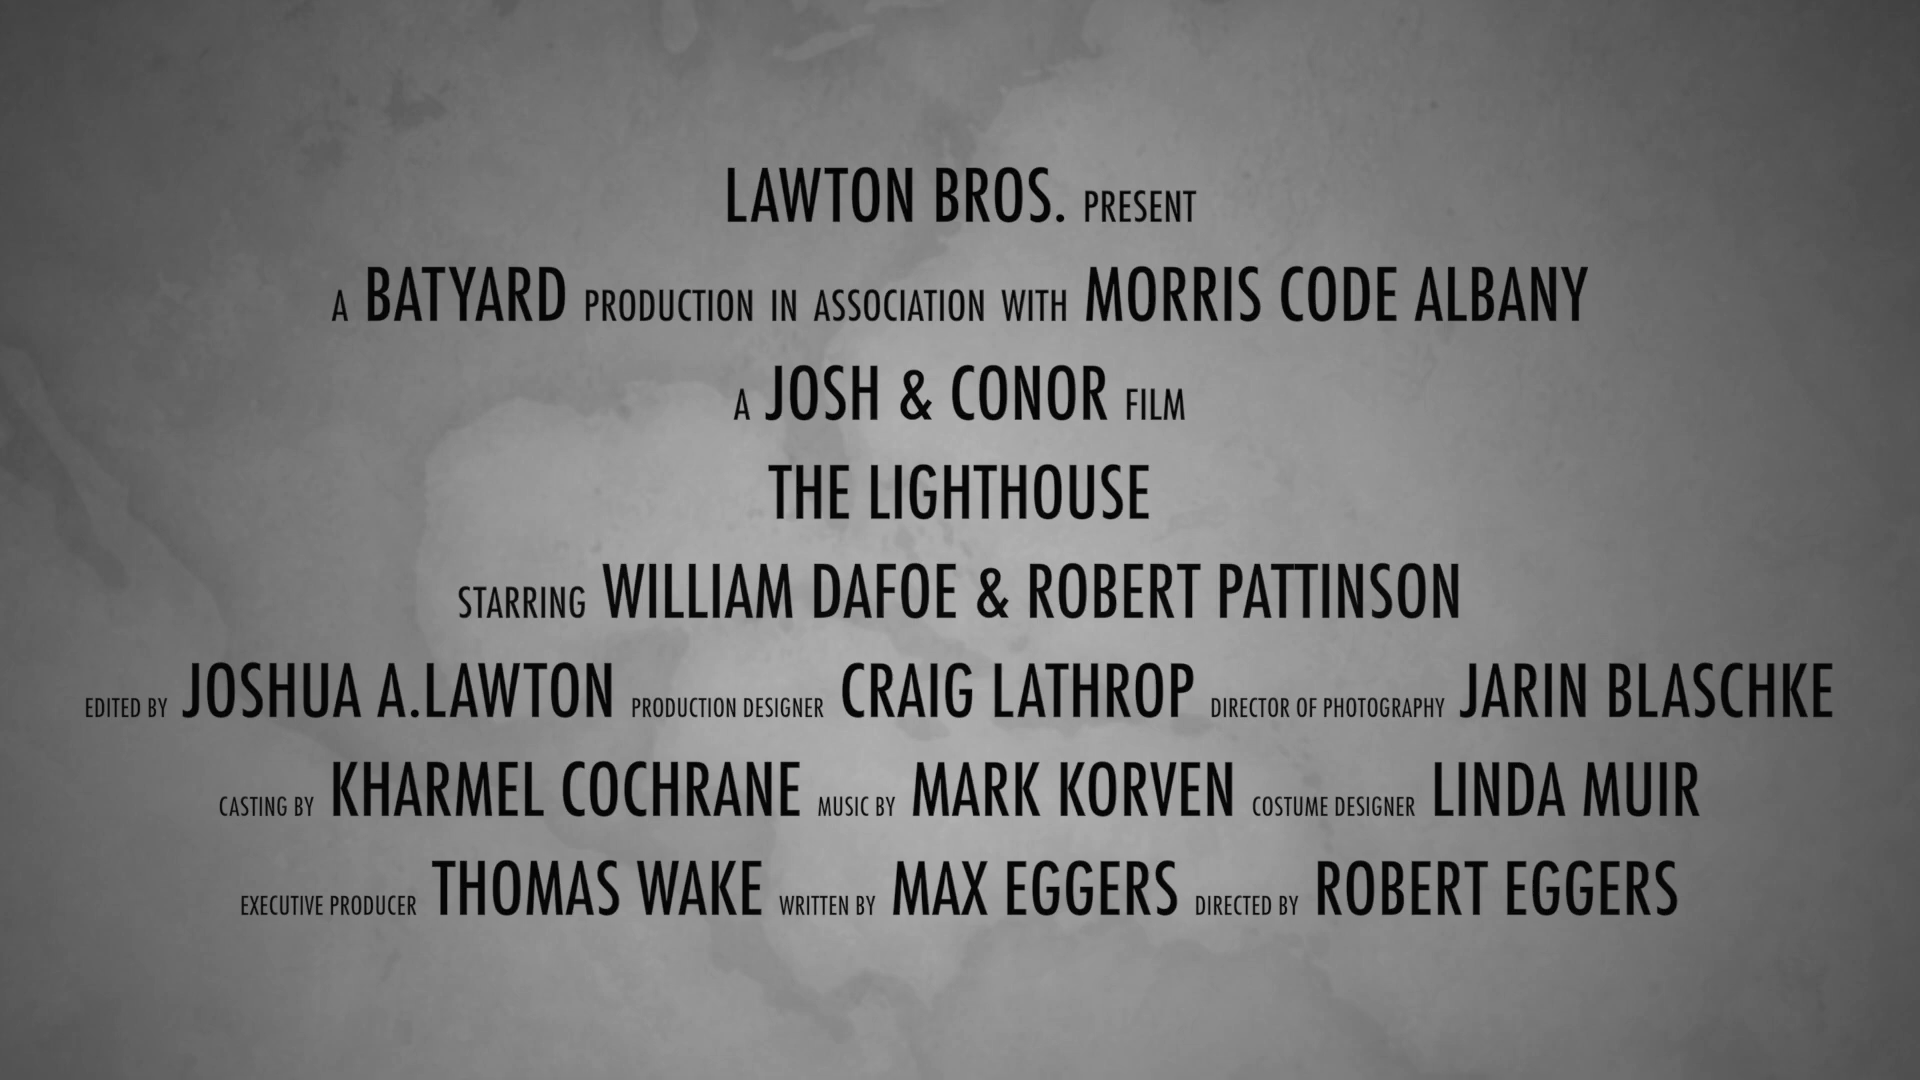 LAWTON BROS. PRESENT
A BATYARD PRODUCTION IN ASSOCIATION WITH MORRIS CODE ALBANY
A JOSH & CONOR FILM
THE LIGHTHOUSE
STARRING WILLIAM DAFOE & ROBERT PATTINSON
EDITED BY JOSHUA A.LAWTON PRODUCTION DESIGNER CRAIG LATHROP DIRECTOR OF PHOTOGRAPHY JARIN BLASCHKE
CASTING BY KHARMEL COCHRANE MUSIC BY MARK KORVEN COSTUME DESIGNER LINDA MUIR
EXECUTIVE PRODUCER THOMAS WAKE WRITTEN BY MAX EGGERS DIRECTED BY ROBERT EGGERS